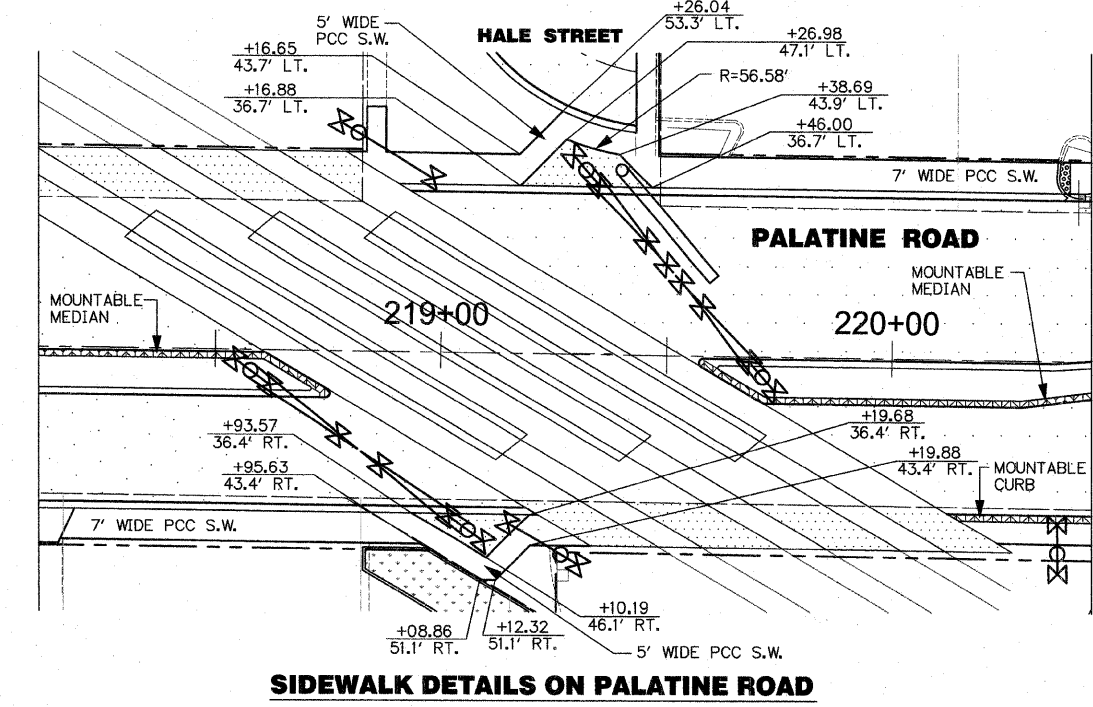 +26.04
53.3' LT.
5' WIDE
PCC S.W.
HALE STREET
+26.98
47.1' LT.
+16.65
43.7' LT.
R=56.58'
+16.88
36.7' LT.
+38.69
43.9' LT.
+46.00
36.7' LT.
7' WIDE PCC S.W.
PALATINE ROAD
MOUNTABLE
MEDIAN
MOUNTABLE
MEDIAN
219+00
220+00
+93.57
36.4' RT.
+19.68
36.4' RT.
+95.63
43.4' RT.
+19.88
43.4' RT.
MOUNTABLE
CURB
7' WIDE PCC S.W.
+10.19
46.1' RT.
+08.86
51.1' RT.
+12.32
51.1' RT.
5' WIDE PCC S.W.
SIDEWALK DETAILS ON PALATINE ROAD